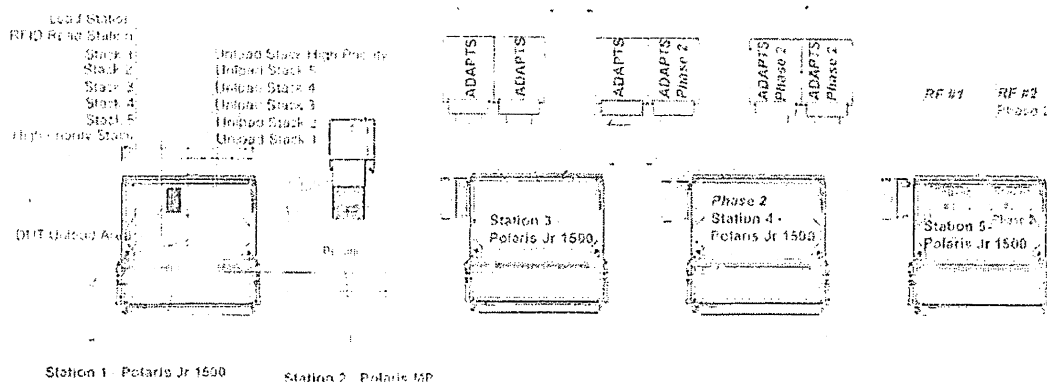 Load Station
RFID Read Station
Stack 1
Stack 2
Stack 3
Stack 4
Stack 5
High Priority Stack
Unload Stack High Priority
Unload Stack 5
Unload Stack 4
Unload Stack 3
Unload Stack 2
Unload Stack 1
ADAPTS
ADAPTS
ADAPTS
ADAPTS
Phase 2
ADAPTS
Phase 2
ADAPTS
Phase 2
RF #1
RF #2
Phase 2
DUT Unload
Station 3 -
Polaris Jr 1500
Phase 2
Station 4 -
Polaris Jr 1500
Phase 2
Station 5-
Polaris Jr 1500
Station 1 - Polaris Jr 1500
Station 2 Polaris MP